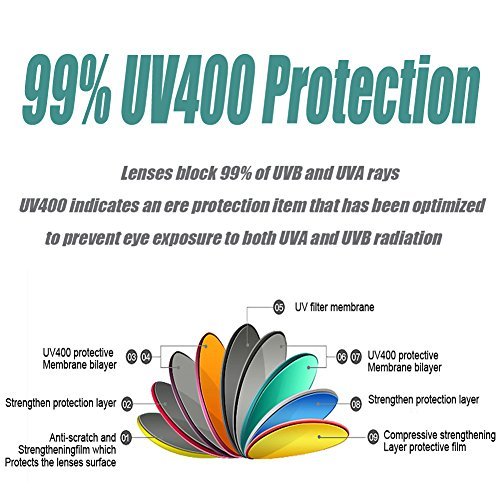 99% UV400 Protection
Lenses block 99% of UVB and UVA rays
UV400 indicates an ere protection item that has been optimized
to prevent eye exposure to both UVA and UVB radiation
05 UV filter membrane
UV400 protective 03 04
Membrane bilayer
06 07 UV400 protective
Membrane bilayer
Strengthen protection layer 02
08 Strengthen protection layer
Anti-scratch and 01
Strengtheningfilm which
Protects the lenses surface
09 Compressive strengthening
Layer protective film